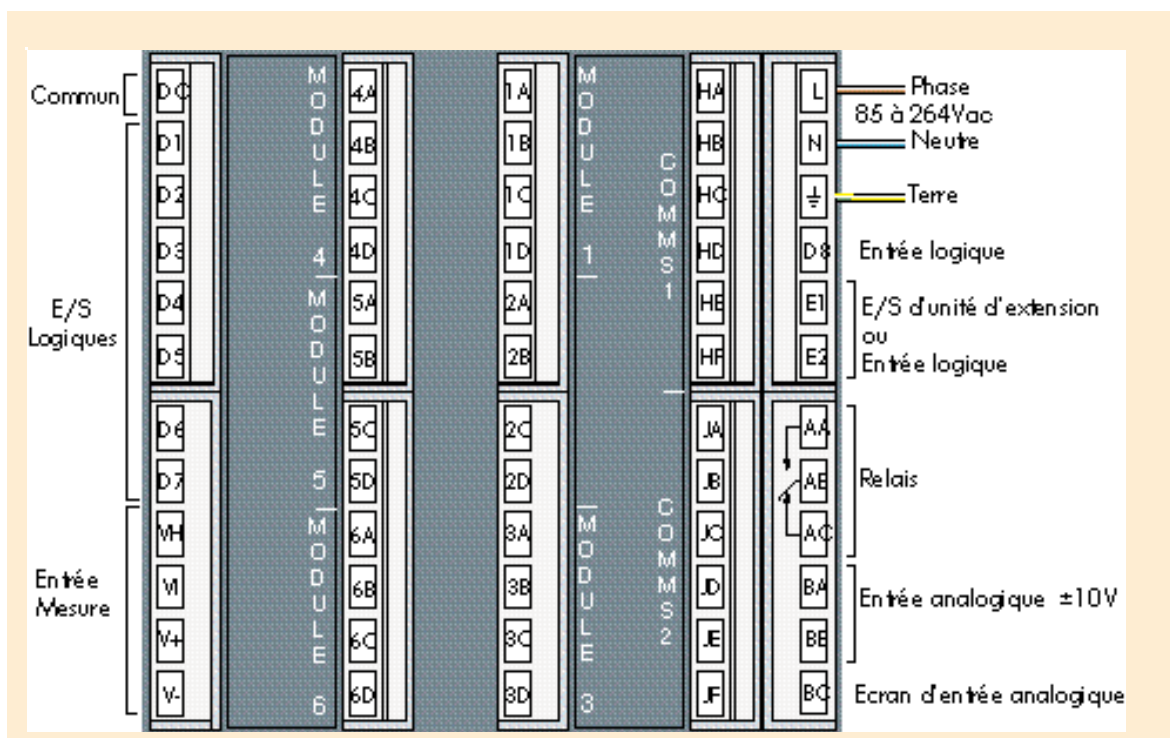 Commun
E/S
Logiques
Entrée
Mesure
DC
D1
D2
D3
D4
D5
D6
D7
VH
VI
V+
V-
MODULE 4
MODULE 5
MODULE 6
4A
4B
4C
4D
5A
5B
5C
5D
6A
6B
6C
6D
1A
1B
1C
1D
2A
2B
2C
2D
3A
3B
3C
3D
MODULE 1
MODULE 3
COMMS 1
COMMS 2
HA
HB
HC
HD
HE
HF
JA
JB
JC
JD
JE
JF
L
N
D8
E1
E2
AA
AB
AC
BA
BB
BC
Phase
85 à 264Vac
Neutre
Terre
Entrée logique
E/S d'unité d'extension
ou
Entrée logique
Relais
Entrée analogique ±10V
Ecran d'entrée analogique